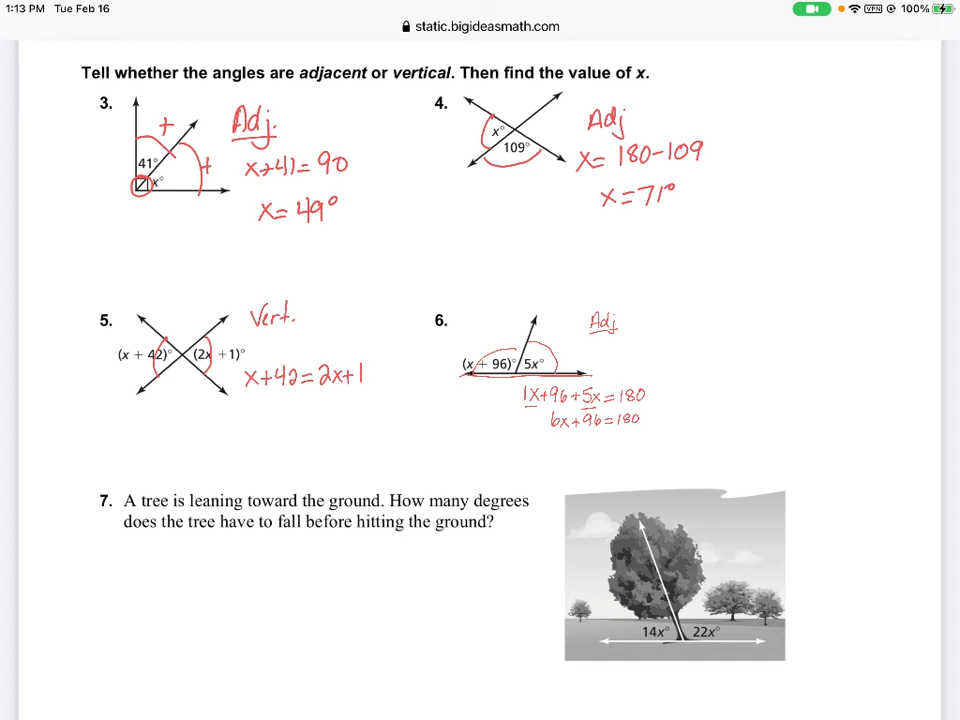 1:13 PM Tue Feb 16
VPN 100%
static.bigideasmath.com
Tell whether the angles are adjacent or vertical. Then find the value of x.
3.
41°
x°
Adj.
x+41=90
x=49°
4.
x°
109°
Adj
x= 180-109
x=71°
5.
(x + 42)°
(2x +1)°
Vert.
x+42=2x+1
6.
(x + 96)°
5x°
Adj
1x+96+5x=180
6x+96=180
7. A tree is leaning toward the ground. How many degrees
does the tree have to fall before hitting the ground?
14x°
22x°